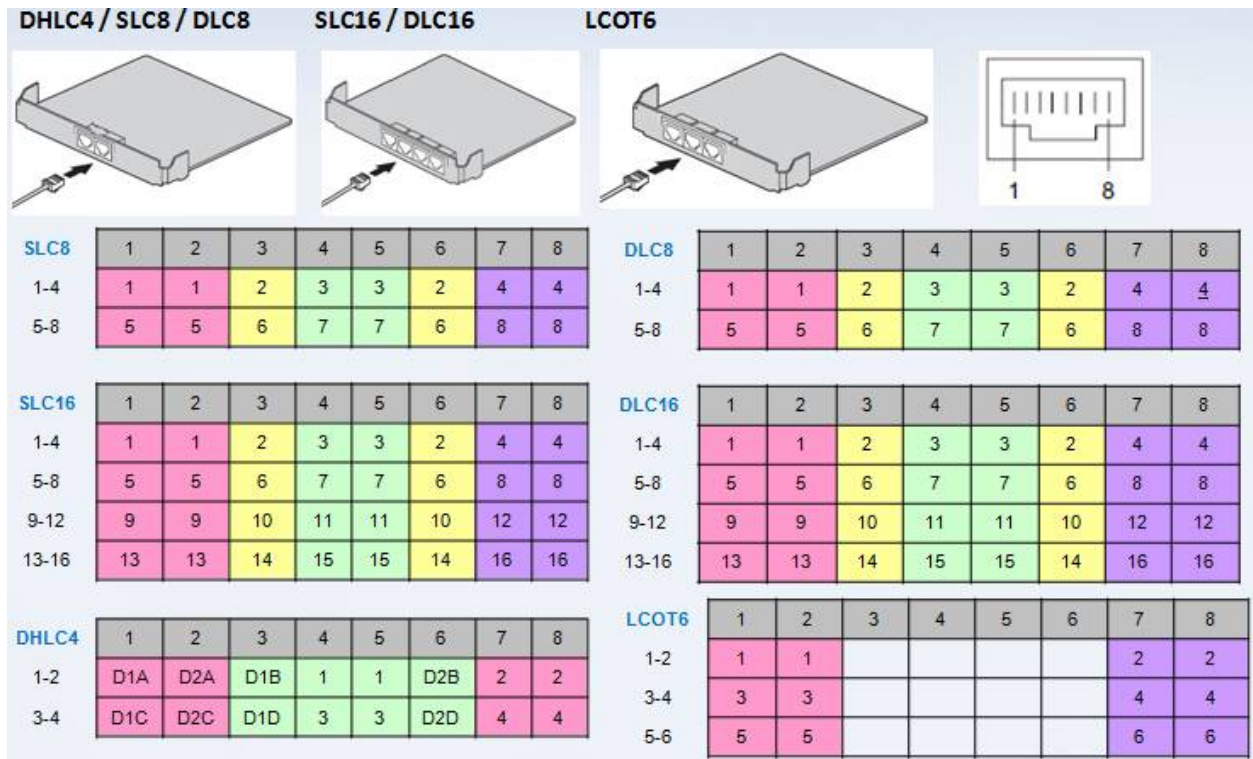 DHLC4 / SLC8 / DLC8 SLC16 / DLC16 LCOT6
1 8
SLC8 1 2 3 4 5 6 7 8
1-4 1 1 2 3 3 2 4 4
5-8 5 5 6 7 7 6 8 8
DLC8 1 2 3 4 5 6 7 8
1-4 1 1 2 3 3 2 4 4
5-8 5 5 6 7 7 6 8 8
SLC16 1 2 3 4 5 6 7 8
1-4 1 1 2 3 3 2 4 4
5-8 5 5 6 7 7 6 8 8
9-12 9 9 10 11 11 10 12 12
13-16 13 13 14 15 15 14 16 16
DLC16 1 2 3 4 5 6 7 8
1-4 1 1 2 3 3 2 4 4
5-8 5 5 6 7 7 6 8 8
9-12 9 9 10 11 11 10 12 12
13-16 13 13 14 15 15 14 16 16
DHLC4 1 2 3 4 5 6 7 8
1-2 D1A D2A D1B 1 1 D2B 2 2
3-4 D1C D2C D1D 3 3 D2D 4 4
LCOT6 1 2 3 4 5 6 7 8
1-2 1 1 2 2
3-4 3 3 4 4
5-6 5 5 6 6